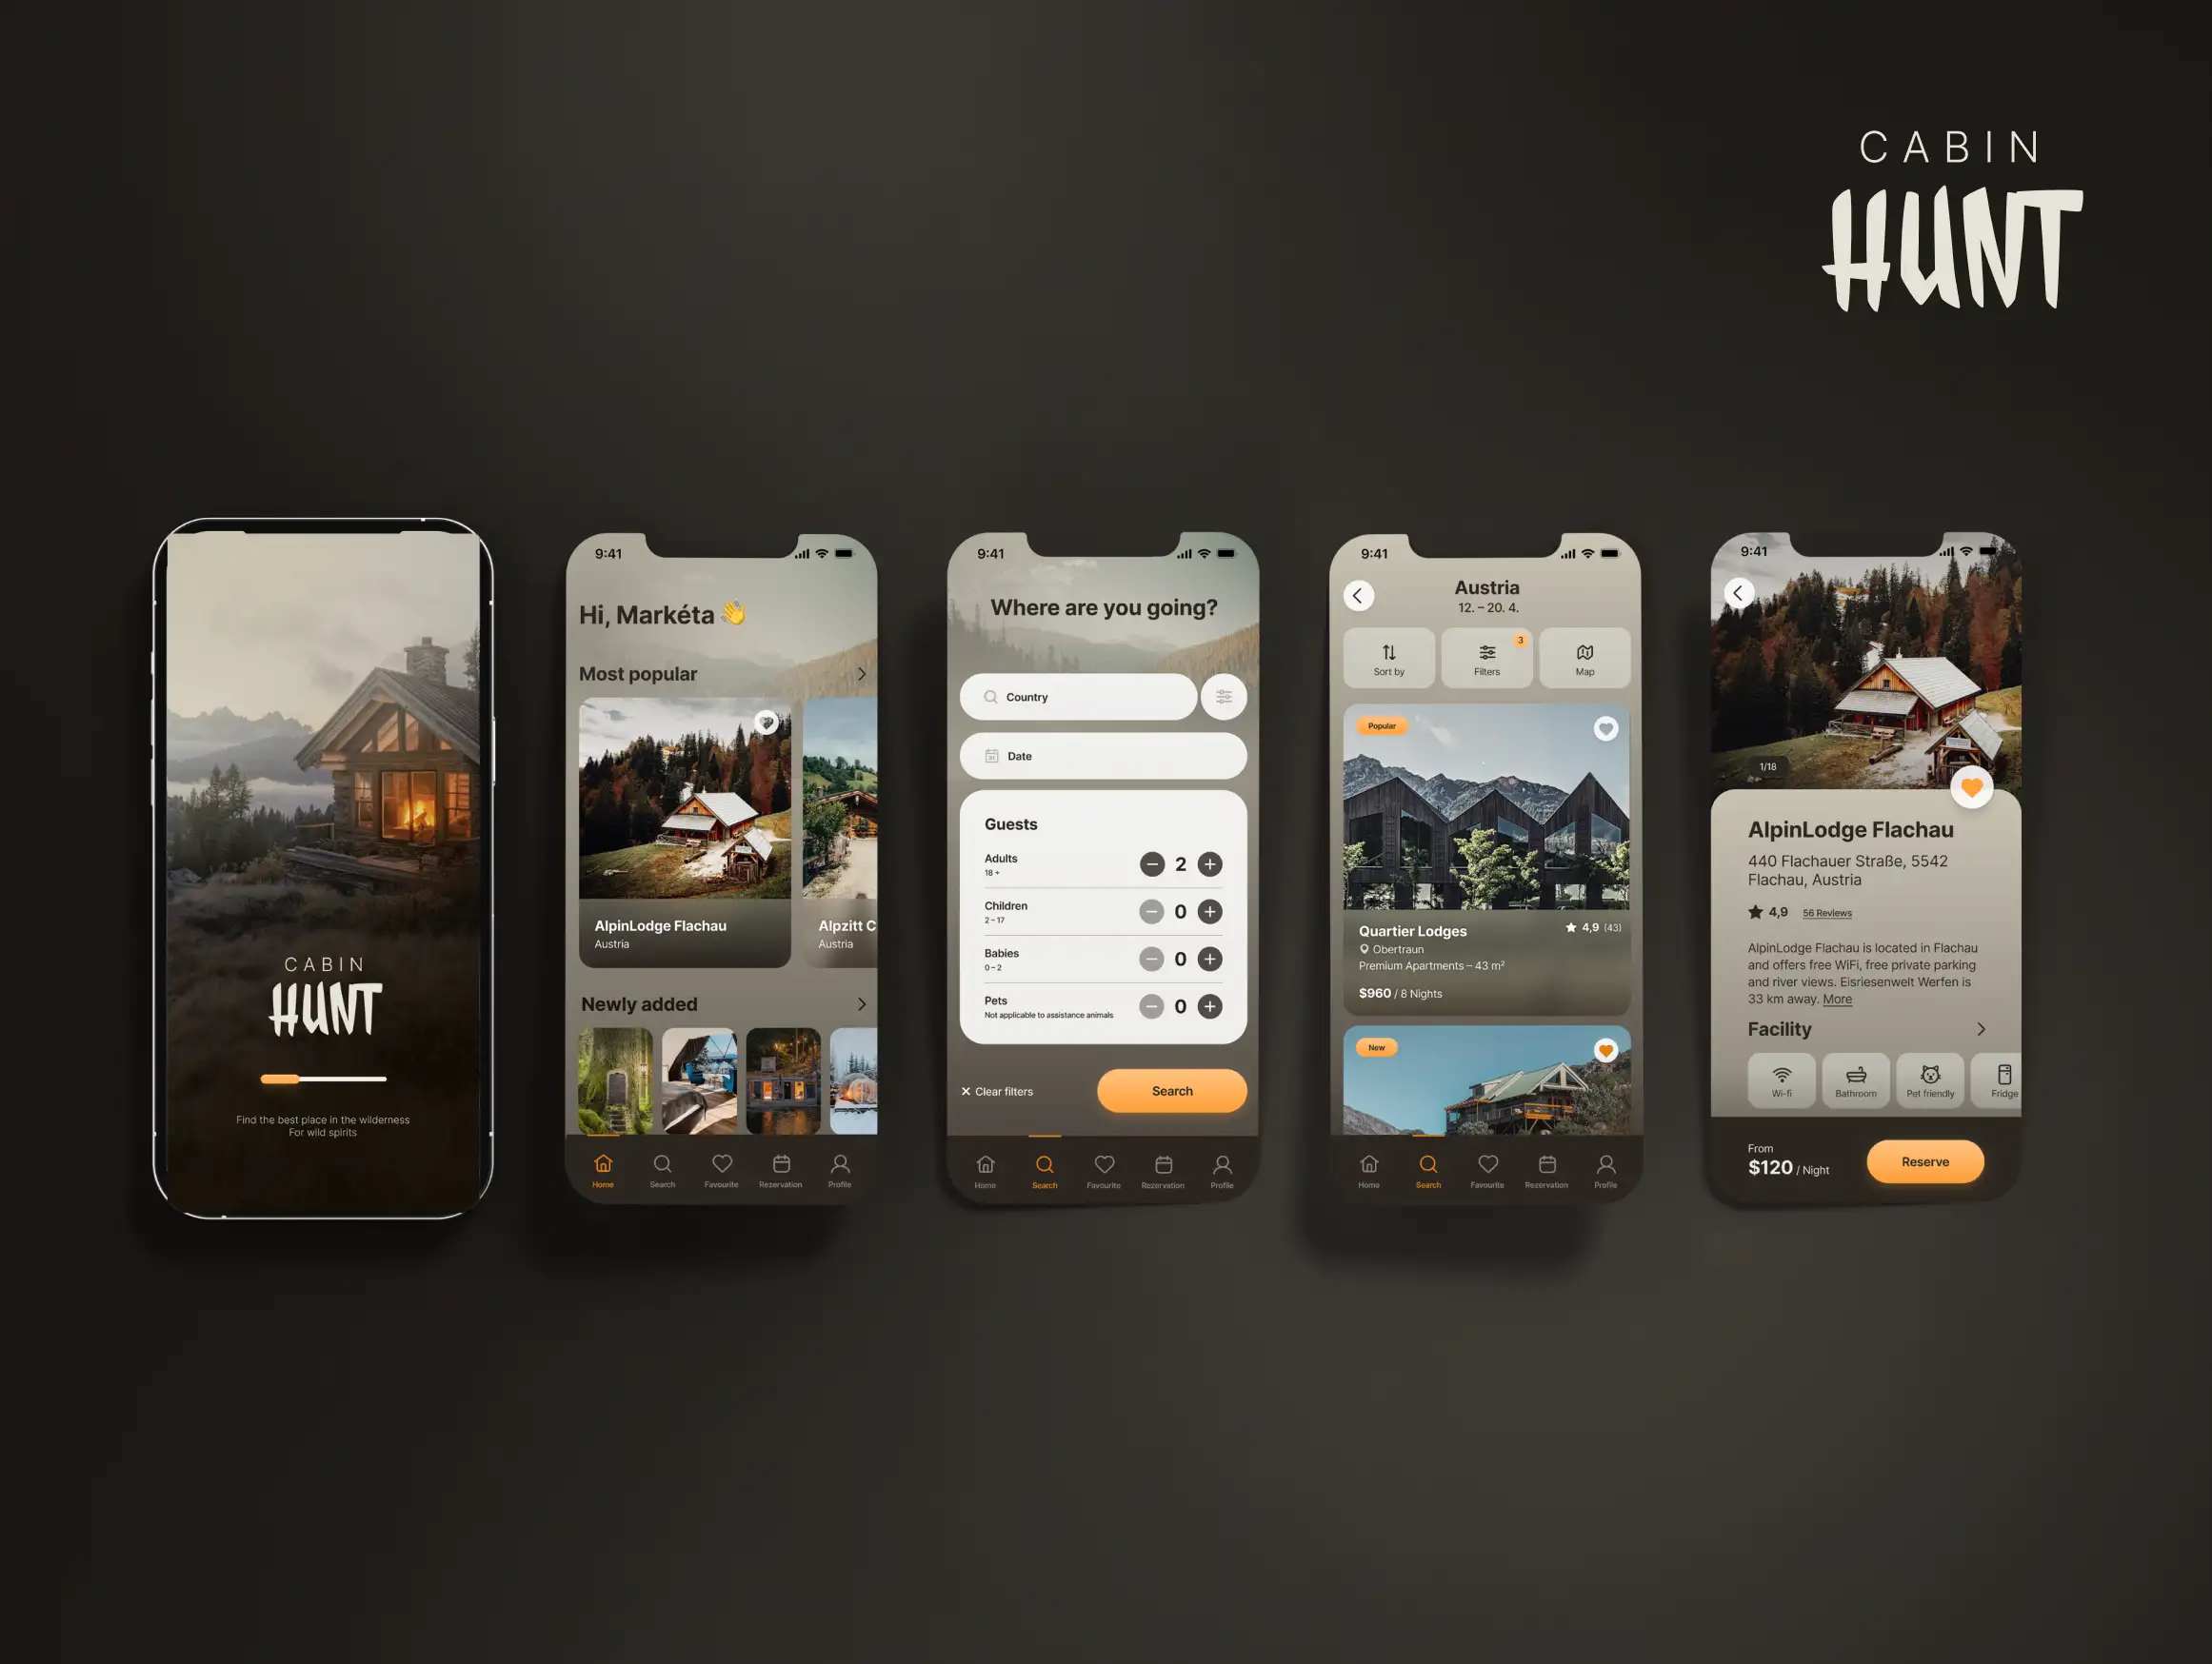 CABIN
HUNT
CABIN
HUNT
Find the best place in the wilderness
For wild spirits
9:41
Hi, Markéta 👋
Most popular
AlpinLodge Flachau
Austria
Alpzitt C
Austria
Newly added
Home
Search
Favourite
Rezervation
Profile
9:41
Where are you going?
Country
Date
Guests
Adults
18 +
2
Children
2 – 17
0
Babies
0 – 2
0
Pets
Not applicable to assistance animals
0
Clear filters
Search
Home
Search
Favourite
Rezervation
Profile
9:41
Austria
12. – 20. 4.
Sort by
3
Filters
Map
Popular
Quartier Lodges
4,9 (43)
Obertraun
Premium Apartments – 43 m²
$960 / 8 Nights
New
Home
Search
Favourite
Rezervation
Profile
9:41
1/18
AlpinLodge Flachau
440 Flachauer Straße, 5542
Flachau, Austria
4,9 56 Reviews
AlpinLodge Flachau is located in Flachau
and offers free WiFi, free private parking
and river views. Eisriesenwelt Werfen is
33 km away. More
Facility
Wi-fi
Bathroom
Pet friendly
Fridge
From
$120 / Night
Reserve